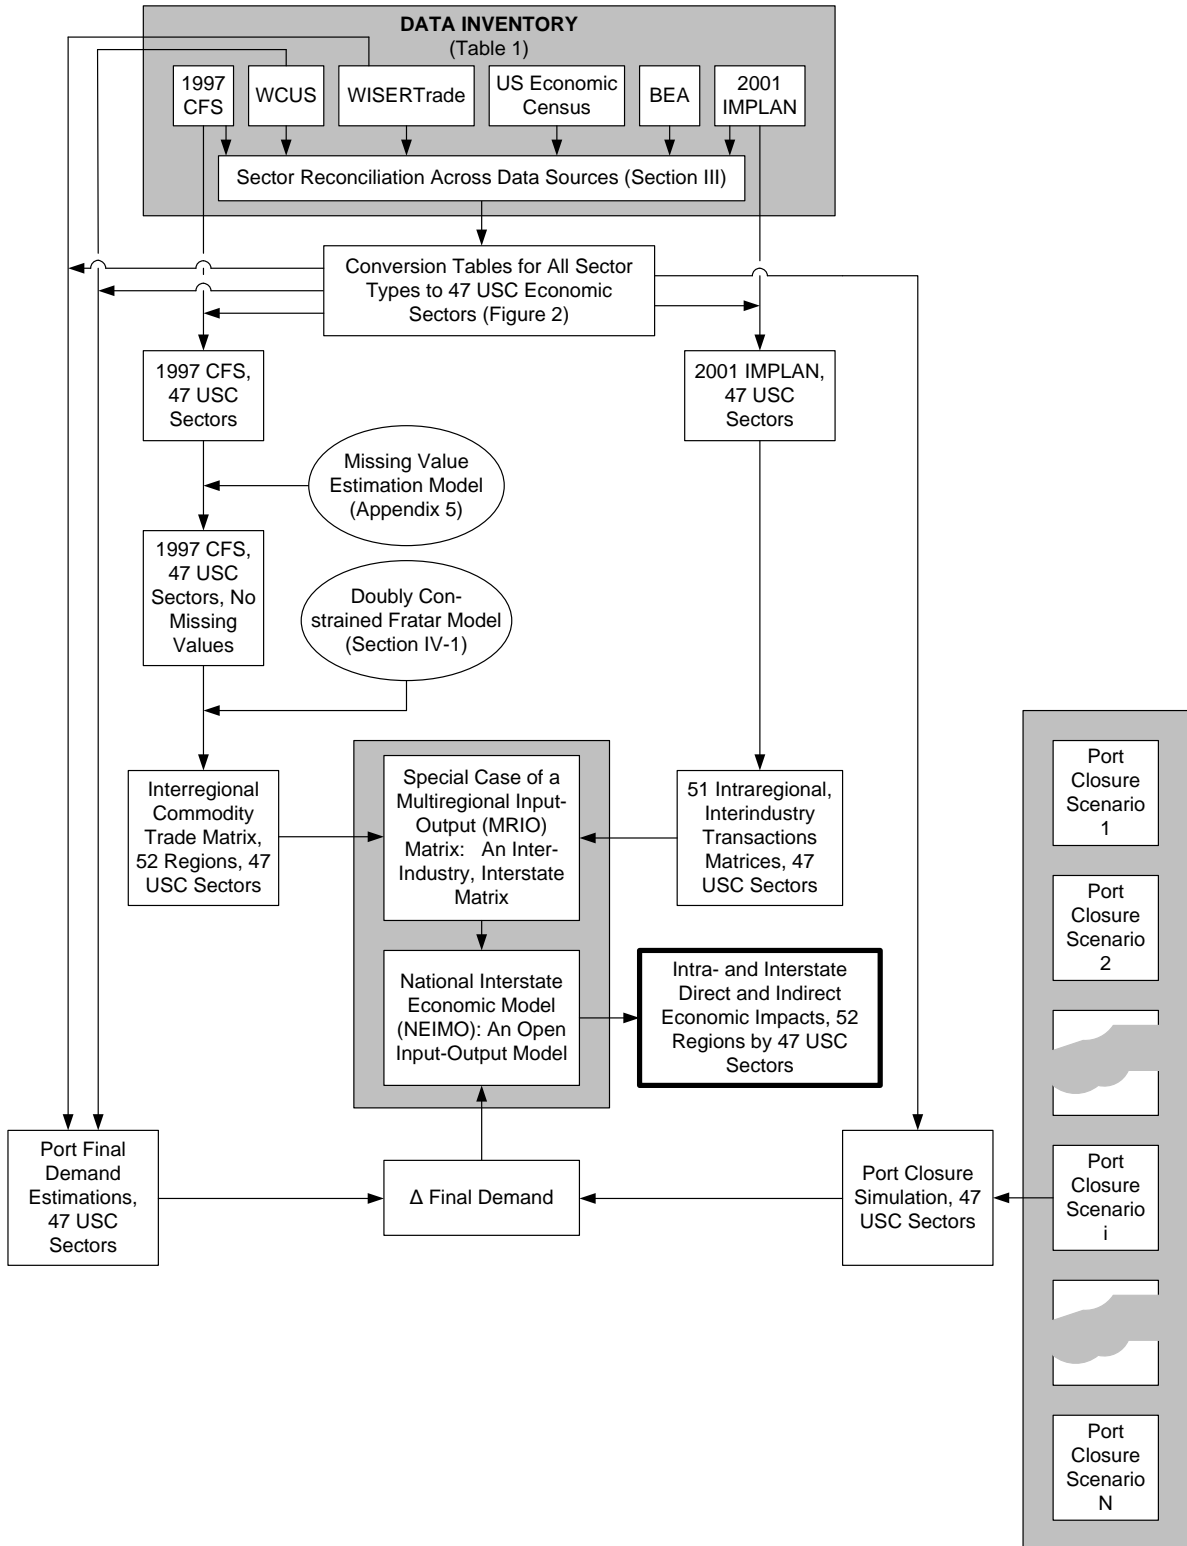 DATA INVENTORY
(Table 1)
1997
CFS
WCUS
WISERTrade
US Economic
Census
BEA
2001
IMPLAN
Sector Reconciliation Across Data Sources (Section III)
Conversion Tables for All Sector
Types to 47 USC Economic
Sectors (Figure 2)
1997 CFS,
47 USC
Sectors
2001 IMPLAN,
47 USC
Sectors
Missing Value
Estimation Model
(Appendix 5)
1997 CFS,
47 USC
Sectors, No
Missing
Values
Doubly Con-
strained Fratar Model
(Section IV-1)
Interregional
Commodity
Trade Matrix,
52 Regions, 47
USC Sectors
Special Case of a
Multiregional Input-
Output (MRIO)
Matrix: An Inter-
Industry, Interstate
Matrix
51 Intraregional,
Interindustry
Transactions
Matrices, 47
USC Sectors
National Interstate
Economic Model
(NEIMO): An Open
Input-Output Model
Intra- and Interstate
Direct and Indirect
Economic Impacts, 52
Regions by 47 USC
Sectors
Port Final
Demand
Estimations,
47 USC
Sectors
Δ Final Demand
Port Closure
Simulation, 47
USC Sectors
Port
Closure
Scenario
1
Port
Closure
Scenario
2
Port
Closure
Scenario
i
Port
Closure
Scenario
N